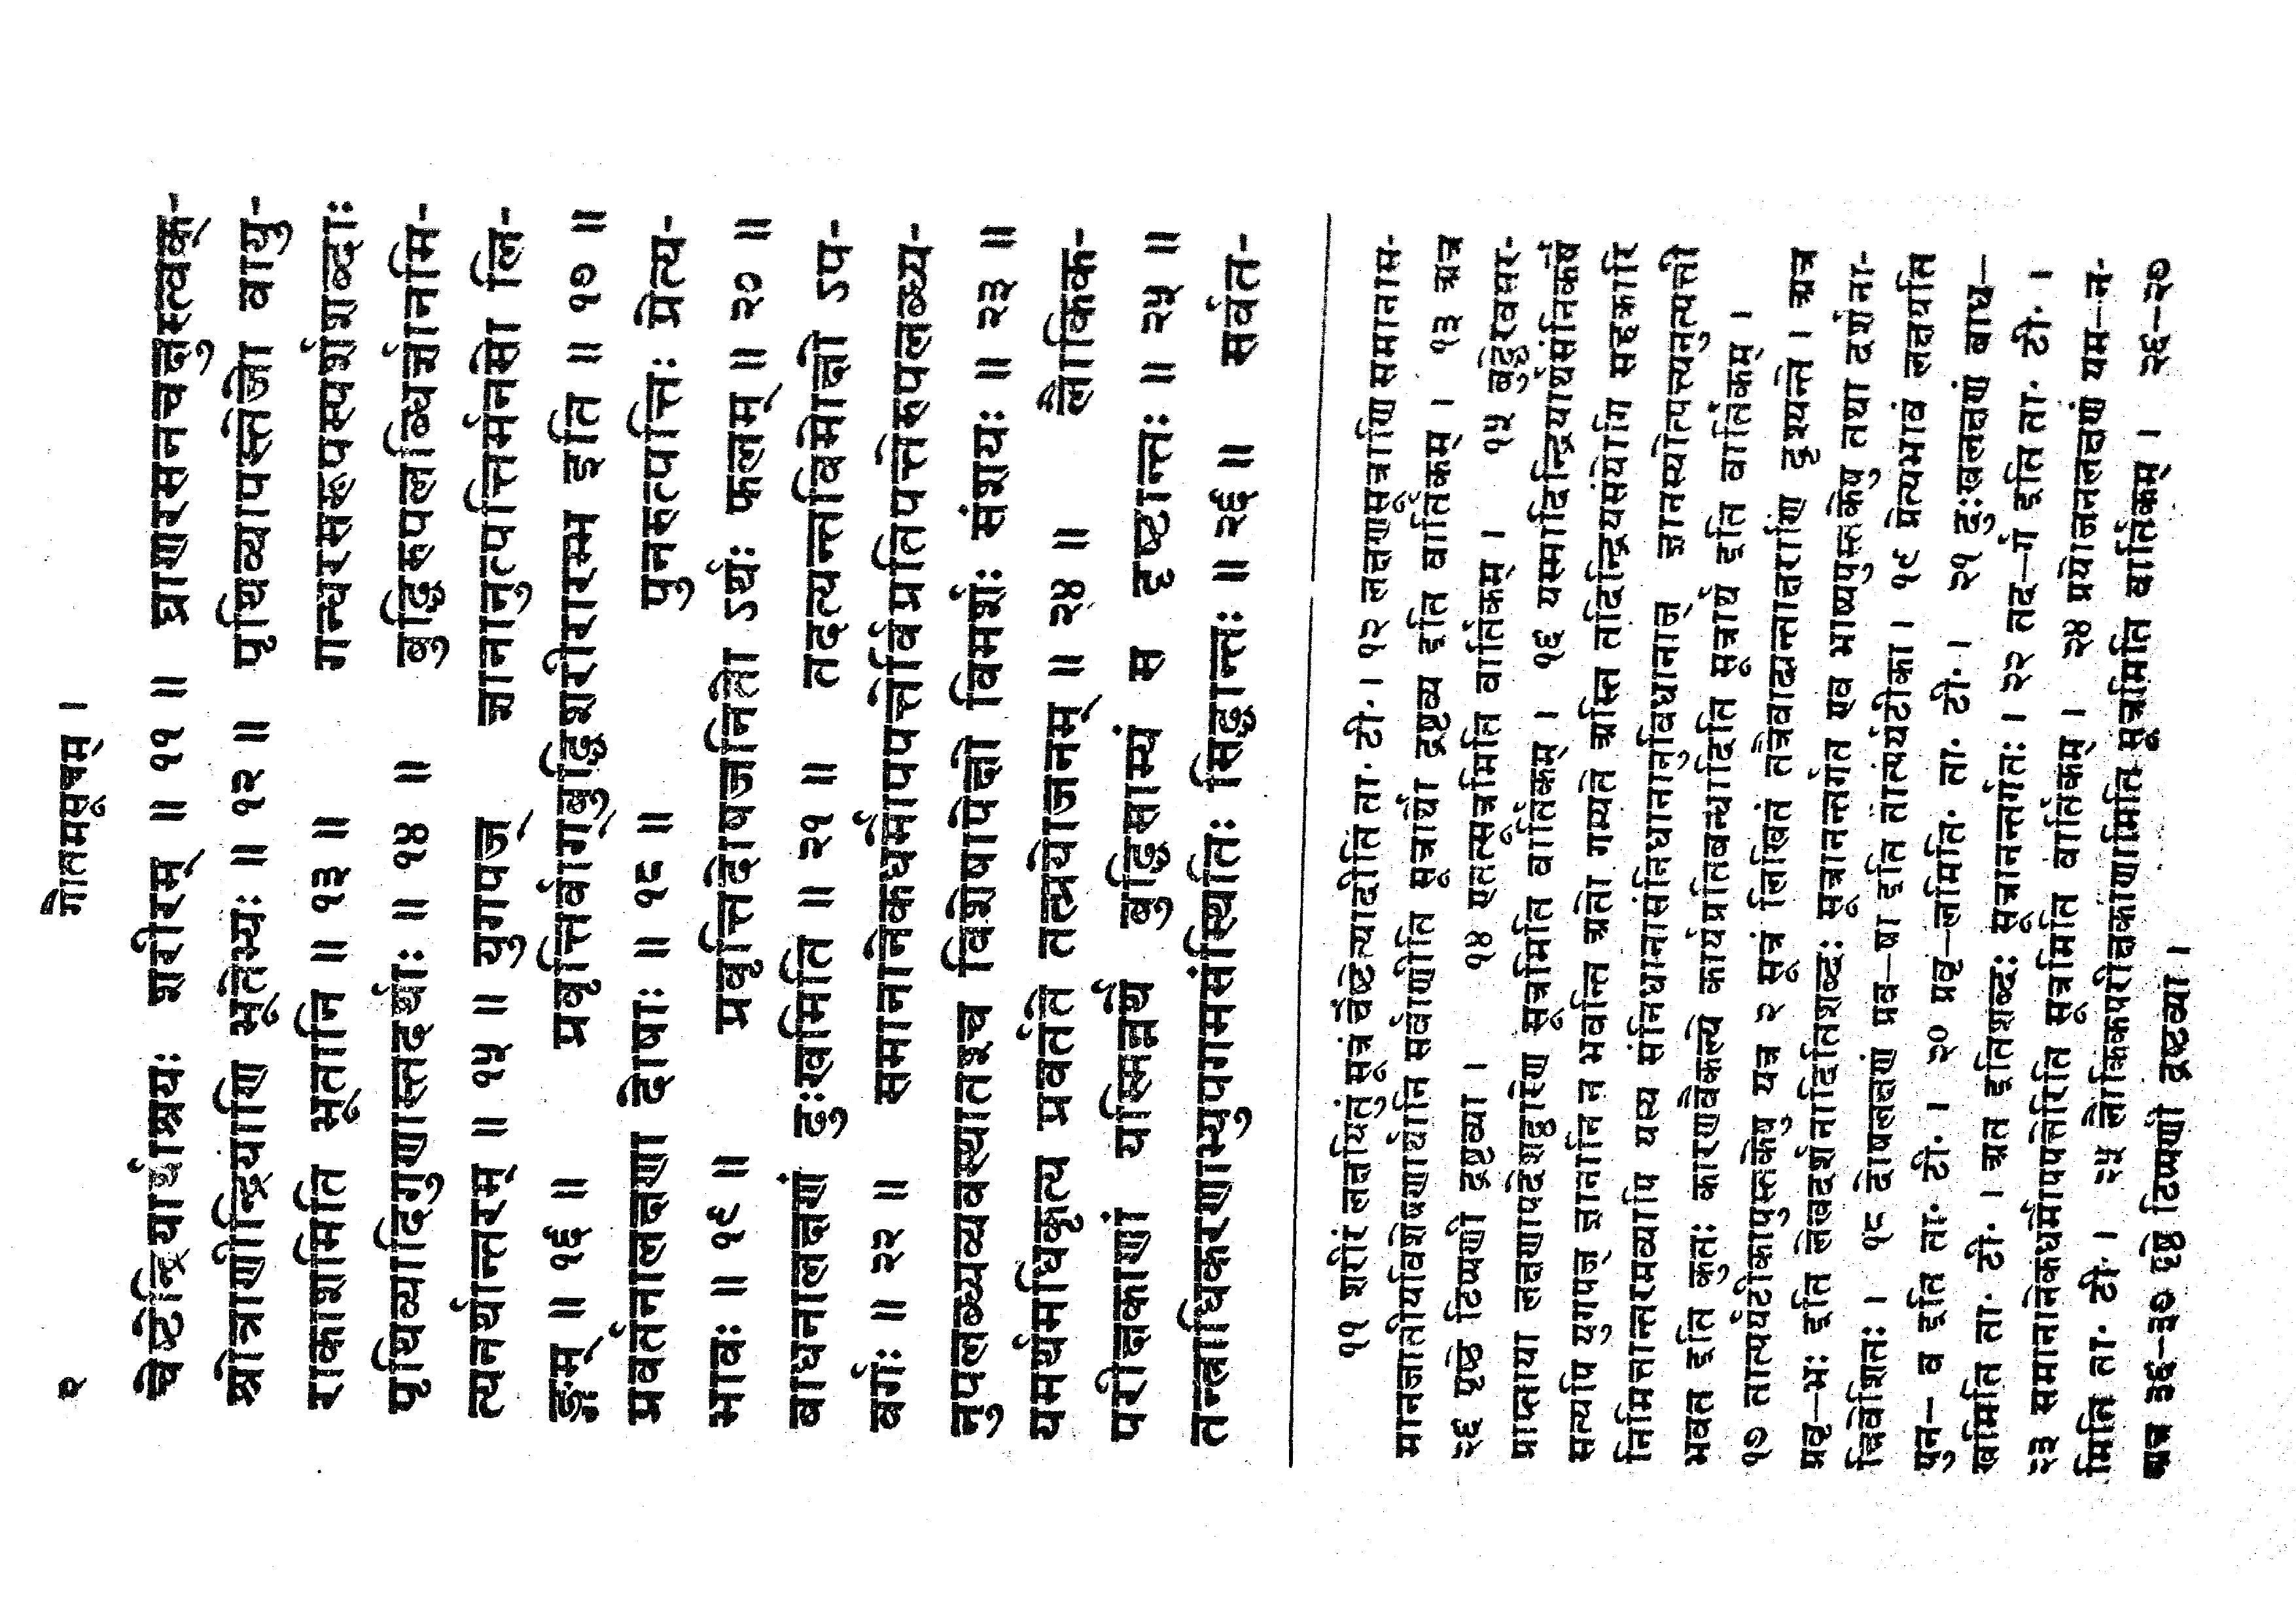 २ गौतमसूत्रम् ।
चेष्टेन्द्रियार्थाश्रयः शरीरम् ॥ ११ ॥ घ्राणरसनचक्षुस्त्वक्-
श्रोत्राणीन्द्रियाणि भूतेभ्यः ॥ १२ ॥ पृथिव्यापस्तेजो वायु-
राकाशमिति भूतानि ॥ १३ ॥ गन्धरसरूपस्पर्शशब्दाः
पृथिव्यादिगुणास्तदर्थाः ॥ १४ ॥ बुद्धिरुपलब्धिर्ज्ञानमि-
त्यनर्थान्तरम् ॥ १५ ॥ युगपज् ज्ञानानुत्पत्तिर्मनसो लि-
ङ्गम् ॥ १६ ॥ प्रवृत्तिर्वाग्बुद्धिशरीरारम्भ इति ॥ १७ ॥
प्रवर्तनालक्षणा दोषाः ॥ १८ ॥ पुनरुत्पत्तिः प्रेत्य-
भावः ॥ १९ ॥ प्रवृत्तिदोषजनितो ऽर्थः फलम् ॥ २० ॥
बाधनालक्षणं दुःखमिति ॥ २१ ॥ तदत्यन्तविमोक्षो ऽप-
वर्गः ॥ २२ ॥ समानानेकधर्मोपपत्तेर्विप्रतिपत्तेरुपलब्ध्य-
नुपलब्ध्यव्यवस्थातश्च विशेषापेक्षो विमर्शः संशयः ॥ २३ ॥
यमर्थमधिकृत्य प्रवर्तते तत्प्रयोजनम् ॥ २४ ॥ लौकिक-
परीक्षकाणां यस्मिन्नर्थे बुद्धिसाम्यं स दृष्टान्तः ॥ २५ ॥
तन्त्राधिकरणाभ्युपगमसंस्थितिः सिद्धान्तः ॥ २६ ॥ सर्वत-
११ शरीरं लक्षयितुं सूत्रं चेष्टेत्यादीति ता. टी. । १२ लक्षणसूत्राणि समानास-
मानजातीयविशेषणार्थानि सर्वाणीति सूत्रार्थो द्रष्टव्य इति वार्तिकम् । १३ अत्र
२६ पृष्ठे टिप्पणी द्रष्टव्या । १४ एतत्सूत्रमिति वार्तिकम् । १५ बुद्धेरवसर-
प्राप्ताया लक्षणापदेशद्वारेण सूत्रमिति वार्तिकम् । १६ यस्मादिन्द्रियार्थसंनिकर्षे
सत्यपि युगपज् ज्ञानानि न भवन्ति अतो गम्यते अस्ति तदिन्द्रियसंयोगि सहकारि
निमित्तान्तरमव्यापि यस्य संनिधानासंनिधानानुविधानाज् ज्ञानस्योत्पत्त्यनुत्पत्ती
भवत इति कुतः कारणवैकल्ये कार्यप्रतिबन्धादिति सूत्रार्थ इति वार्तिकम् ।
१७ तात्पर्यटीकापुस्तकेषु यत्र २ सूत्रं लिखितं तत्रैवाद्यन्ताक्षराणि दृश्यन्ते । अत्र
प्रवृ—भः इति लेखदर्शनादितिशब्दः सूत्रानन्तर्गत एव भाष्यपुस्तकेषु तथा दर्शना-
न्निवेशितः । १८ दोषलक्षणं प्रव—षा इति तात्पर्यटीका । १९ प्रेत्यभावं लक्षयति
पुन— व इति ता. टी. । २० प्रवृ—लमिति. ता. टी. । २१ दुःखलक्षणं बाध—
खमिति ता. टी. । अत इतिशब्दः सूत्रानन्तर्गतः । २२ तद—र्ग इति ता. टी. ।
२३ समानानेकधर्मोपपत्तेरिति सूत्रमिति वार्तिकम् । २४ प्रयोजनलक्षणं यम—न-
मिति ता. टी. । २५ लौकिकपरीक्षकाणामिति सूत्रमिति वार्तिकम् । २६—२७
अत्र ३६—३७ पृष्ठे टिप्पणी द्रष्टव्या ।